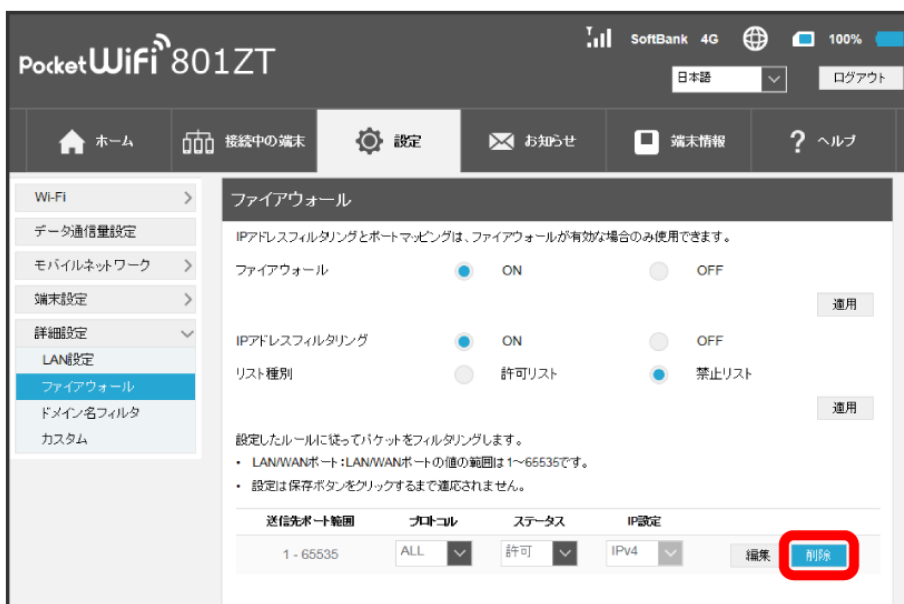 SoftBank 4G 100%
Pocket WiFi 801ZT
日本語 ログアウト
ホーム 接続中の端末 設定 お知らせ 端末情報 ? ヘルプ
Wi-Fi
データ通信量設定
モバイルネットワーク
端末設定
詳細設定
LAN設定
ファイアウォール
ドメイン名フィルタ
カスタム
ファイアウォール
IPアドレスフィルタリングとポートマッピングは、ファイアウォールが有効な場合のみ使用できます。
ファイアウォール ON OFF
適用
IPアドレスフィルタリング ON OFF
リスト種別 許可リスト 禁止リスト
適用
設定したルールに従ってパケットをフィルタリングします。
• LAN/WANポート:LAN/WANポートの値の範囲は1~65535です。
• 設定は保存ボタンをクリックするまで適応されません。
送信先ポート範囲 プロトコル ステータス IP設定
1 - 65535 ALL 許可 IPv4 編集 削除